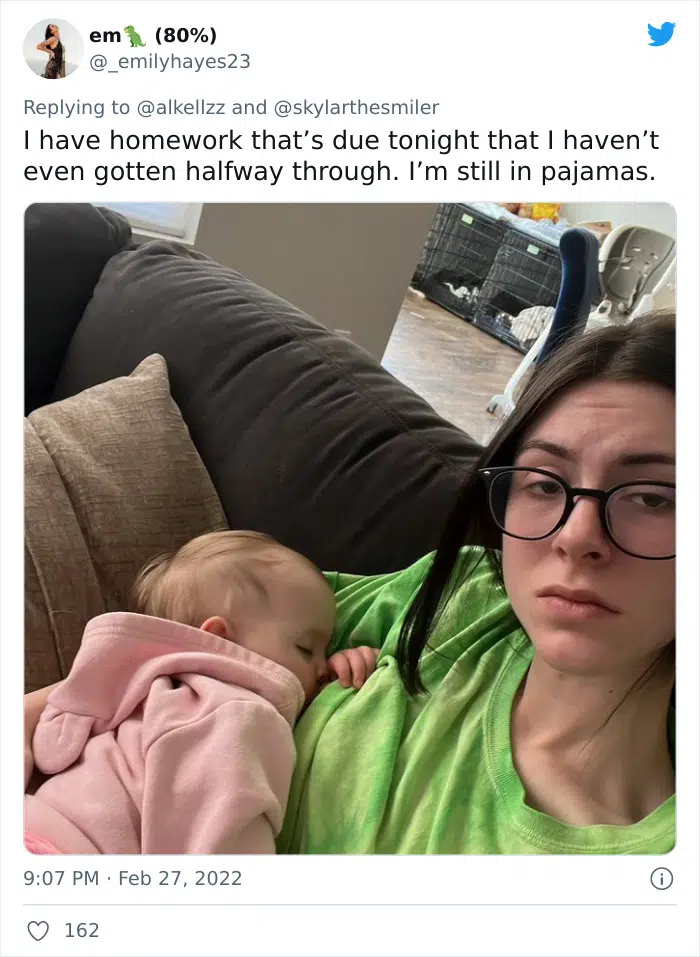 em🦖 (80%)
@_emilyhayes23
Replying to @alkellzz and @skylarthesmiler
I have homework that’s due tonight that I haven’t
even gotten halfway through. I’m still in pajamas.
9:07 PM · Feb 27, 2022
162